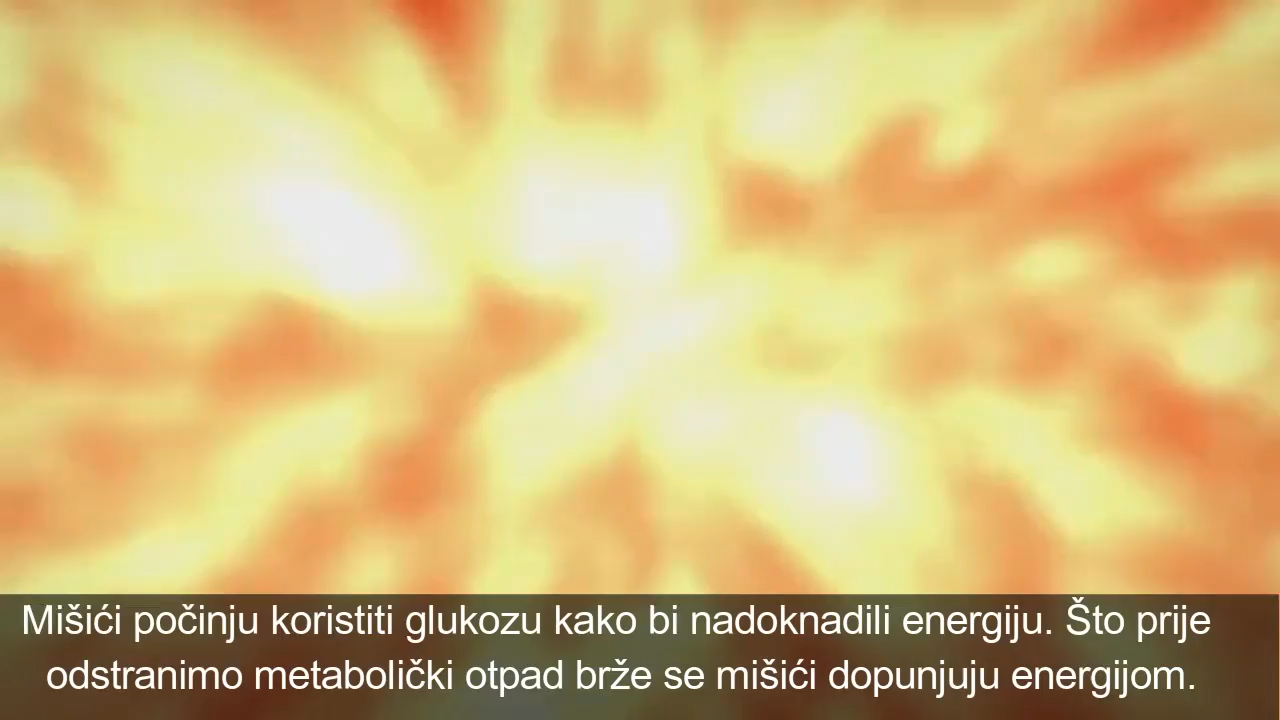 Mišići počinju koristiti glukozu kako bi nadoknadili energiju. Što prije
odstranimo metabolički otpad brže se mišići dopunjuju energijom.